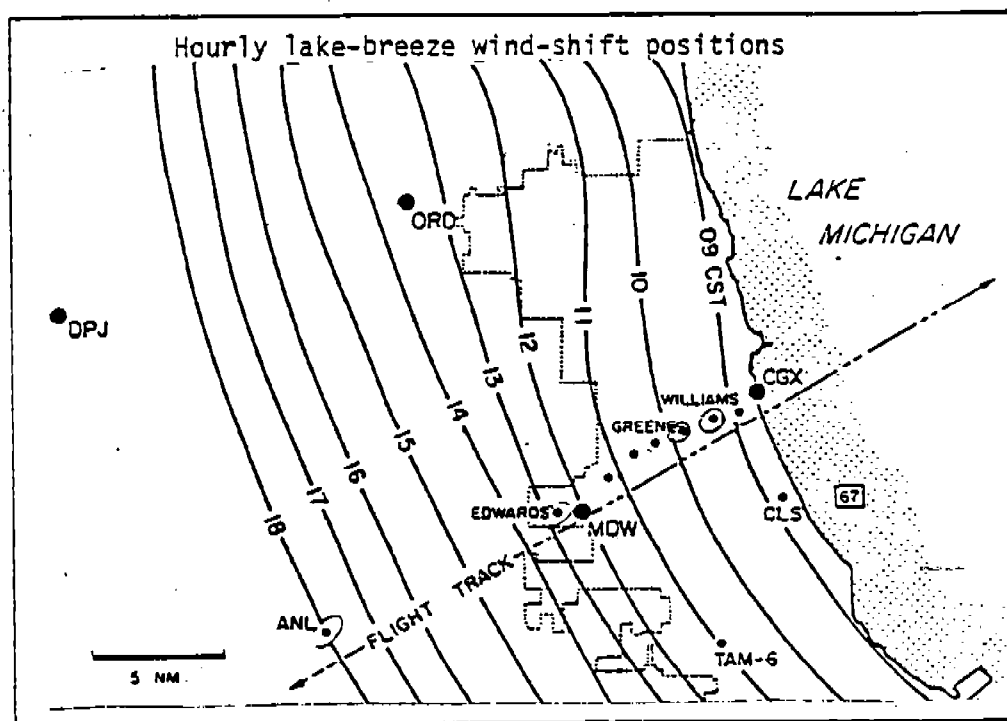 Hourly lake-breeze wind-shift positions
LAKE
MICHIGAN
ORD
09 CST
10
11
12
13
14
15
16
17
18
DPJ
CGX
WILLIAMS
GREENE
EDWARDS
MDW
67
CLS
FLIGHT TRACK
ANL
TAM-6
5 NM